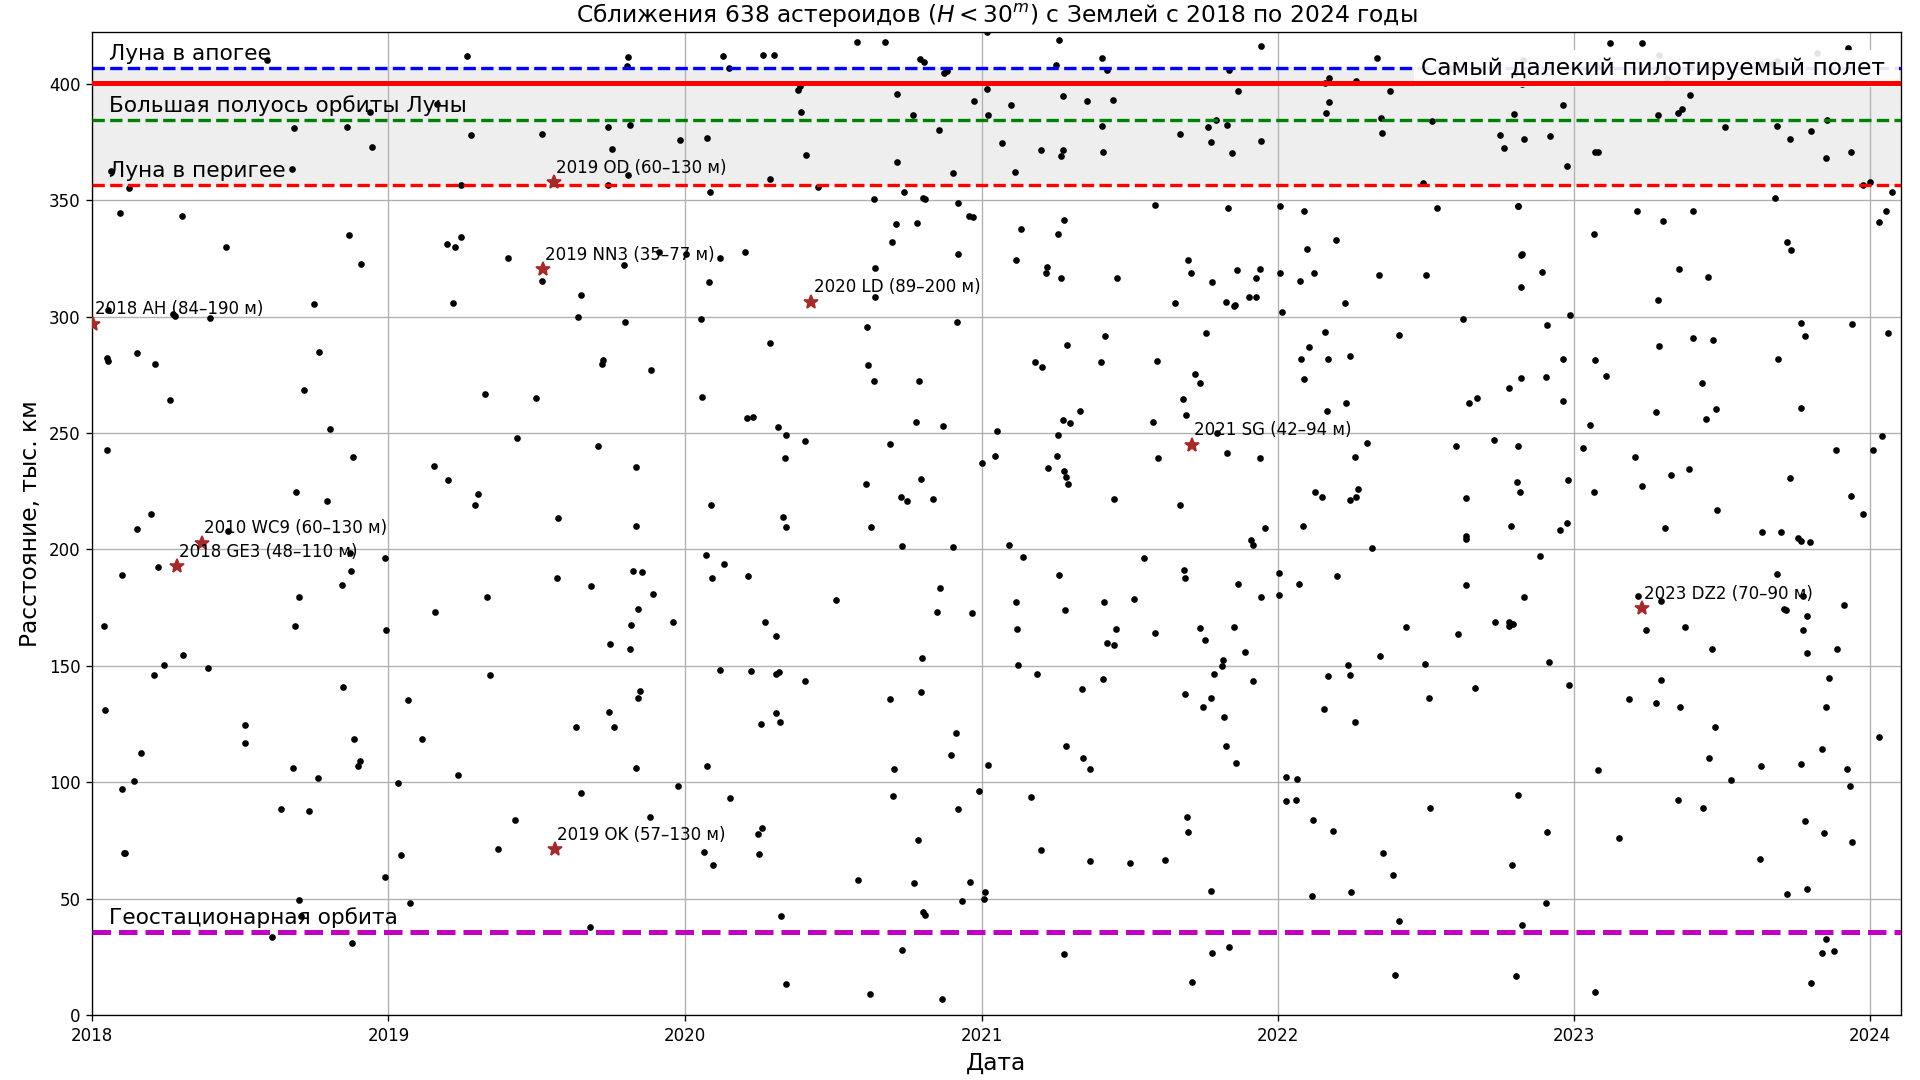 Сближения 638 астероидов (H < 30ᵐ) с Землей с 2018 по 2024 годы
Луна в апогее
Самый далекий пилотируемый полет
400
Большая полуось орбиты Луны
Луна в перигее
2019 OD (60–130 м)
350
2019 NN3 (35–77 м)
2020 LD (89–200 м)
2018 AH (84–190 м)
300
250
2021 SG (42–94 м)
2010 WC9 (60–130 м)
2018 GE3 (48–110 м)
200
2023 DZ2 (70–90 м)
150
100
2019 OK (57–130 м)
50
Геостационарная орбита
0
Расстояние, тыс. км
2018 2019 2020 2021 2022 2023 2024
Дата